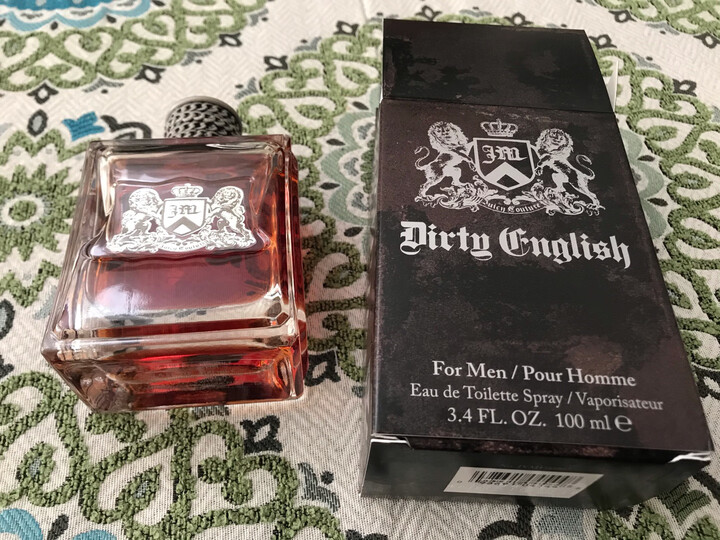 Juicy Couture
Dirty English
For Men / Pour Homme
Eau de Toilette Spray / Vaporisateur
3.4 FL. OZ. 100 ml e